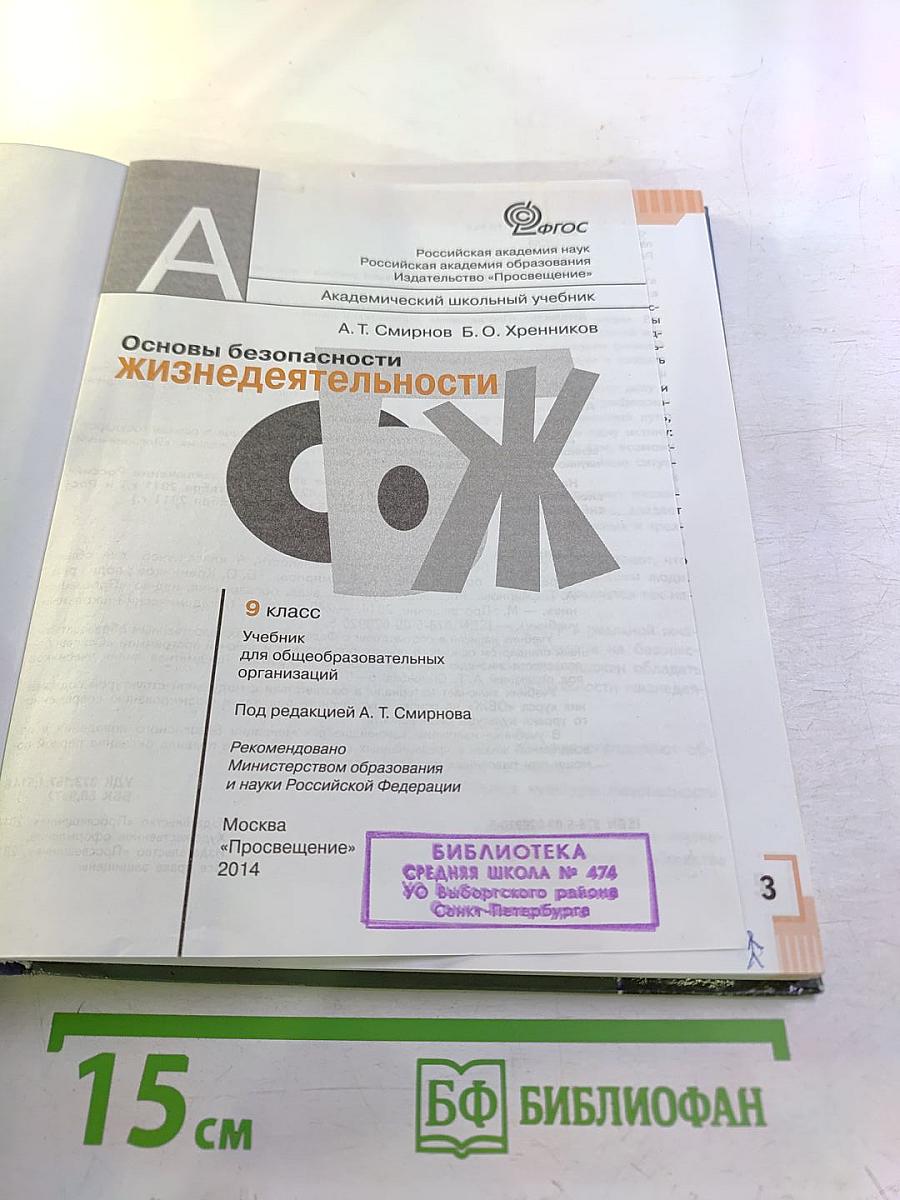 А
ФГОС
Российская академия наук
Российская академия образования
Издательство «Просвещение»
Академический школьный учебник
А. Т. Смирнов Б. О. Хренников
Основы безопасности
жизнедеятельности
ОБЖ
9 класс
Учебник
для общеобразовательных
организаций
Под редакцией А. Т. Смирнова
Рекомендовано
Министерством образования
и науки Российской Федерации
Москва
«Просвещение»
2014
БИБЛИОТЕКА
СРЕДНЯЯ ШКОЛА № 474
УО Выборгского района
Санкт-Петербурга
3
15 см
БФ БИБЛИОФАН